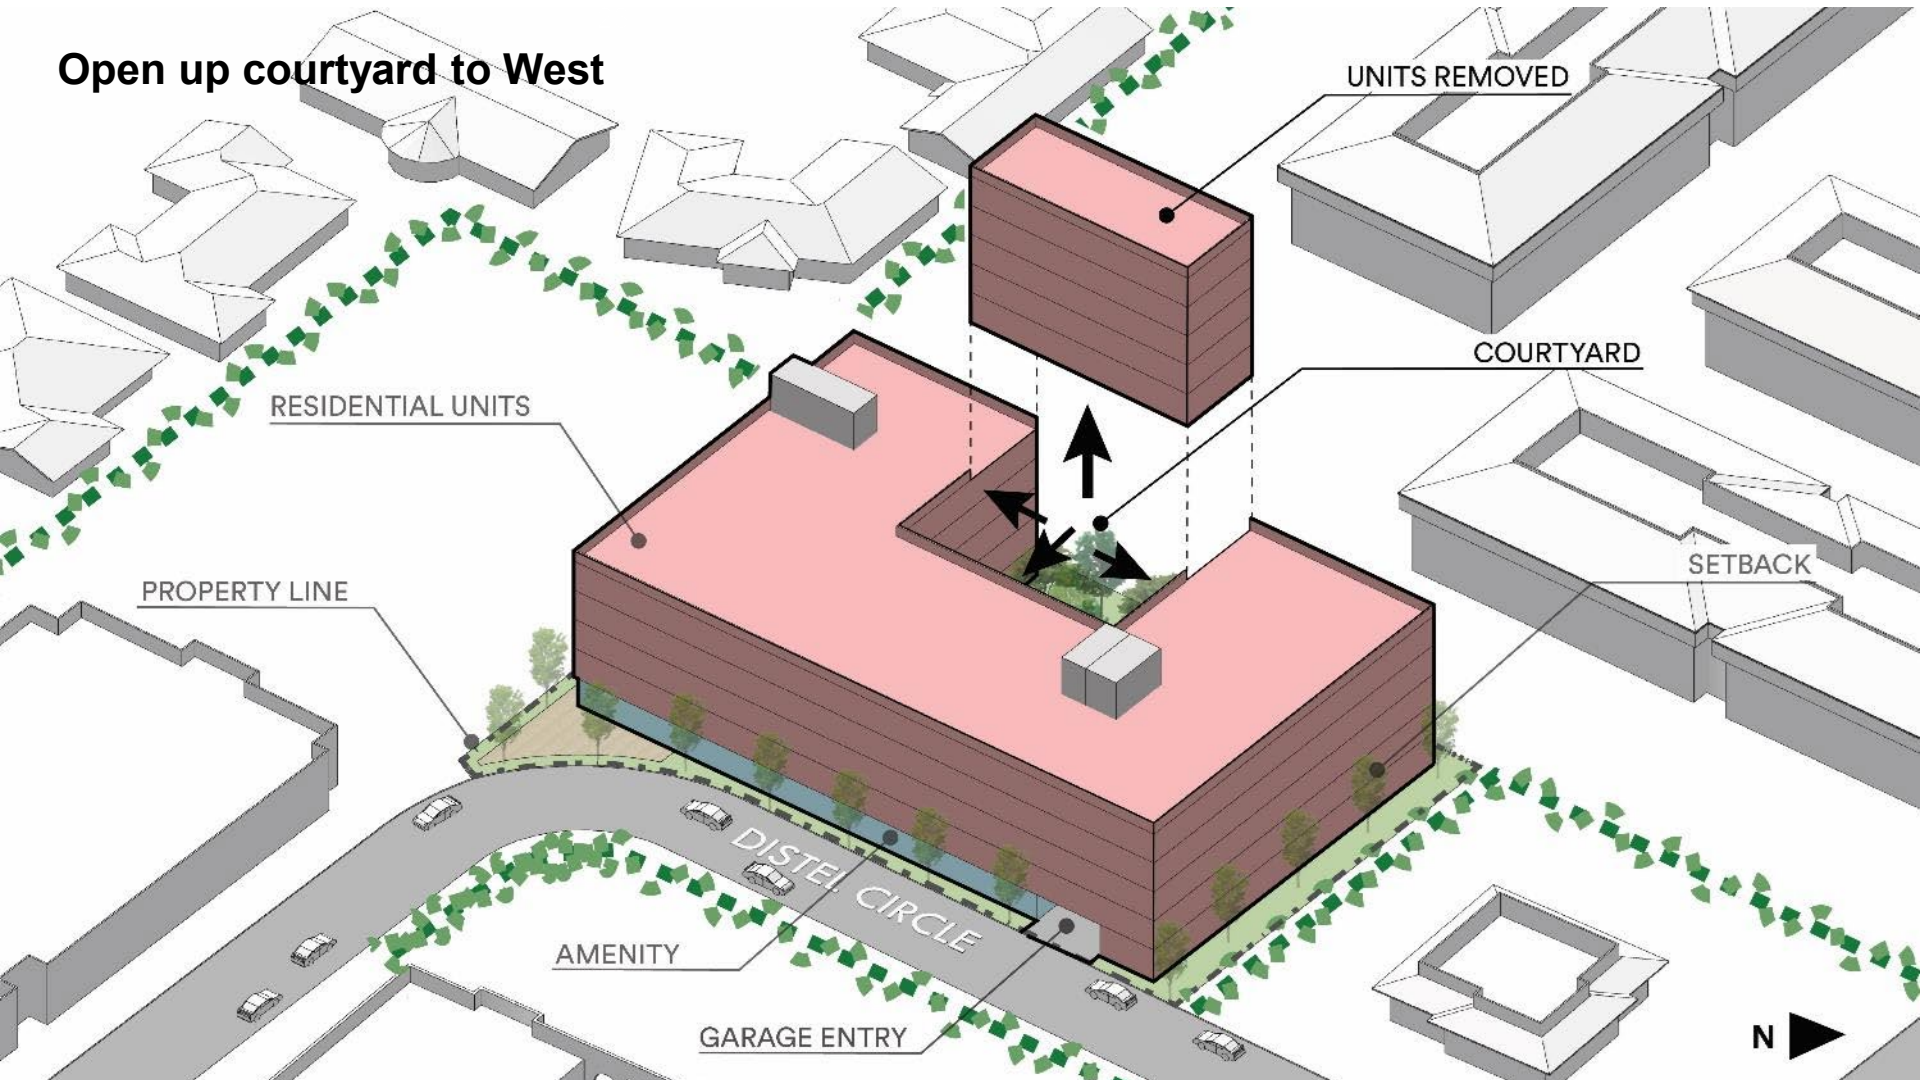 Open up courtyard to West
UNITS REMOVED
COURTYARD
RESIDENTIAL UNITS
SETBACK
PROPERTY LINE
DISTEL CIRCLE
AMENITY
GARAGE ENTRY
N